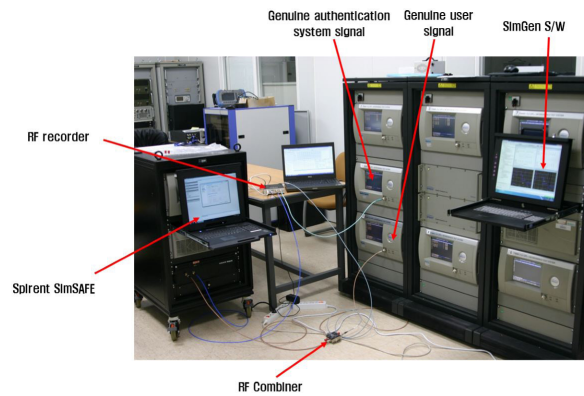 Genuine authentication
system signal
Genuine user
signal
SimGen S/W
RF recorder
Spirent SimSAFE
RF Combiner